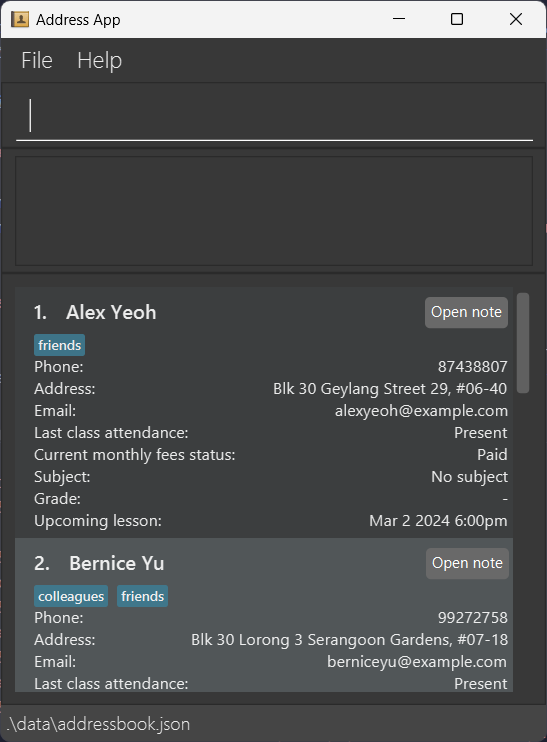 Address App
File Help
1. Alex Yeoh Open note
friends
Phone: 87438807
Address: Blk 30 Geylang Street 29, #06-40
Email: alexyeoh@example.com
Last class attendance: Present
Current monthly fees status: Paid
Subject: No subject
Grade: -
Upcoming lesson: Mar 2 2024 6:00pm
2. Bernice Yu Open note
colleagues friends
Phone: 99272758
Address: Blk 30 Lorong 3 Serangoon Gardens, #07-18
Email: berniceyu@example.com
Last class attendance: Present
.\data\addressbook.json